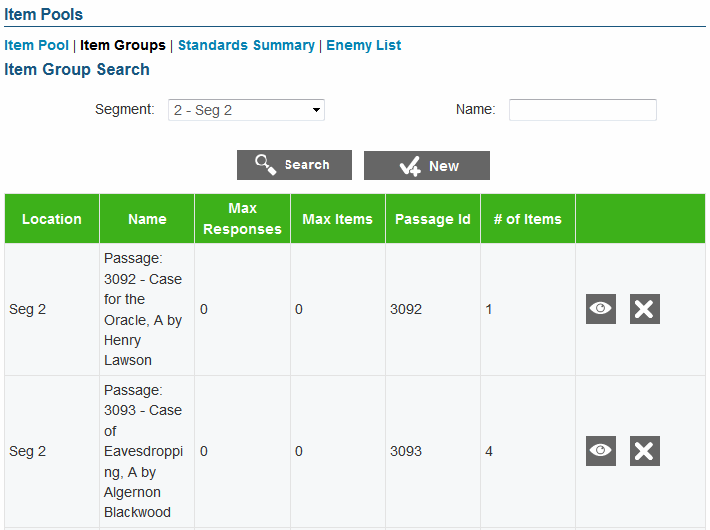 Item Pools
Item Pool | Item Groups | Standards Summary | Enemy List
Item Group Search
Segment: 2 - Seg 2 Name:
Search New
Location Name Max Responses Max Items Passage Id # of Items
Seg 2
Passage:
3092 - Case
for the
Oracle, A by
Henry
Lawson
0 0 3092 1
Seg 2
Passage:
3093 - Case
of
Eavesdroppi
ng, A by
Algernon
Blackwood
0 0 3093 4